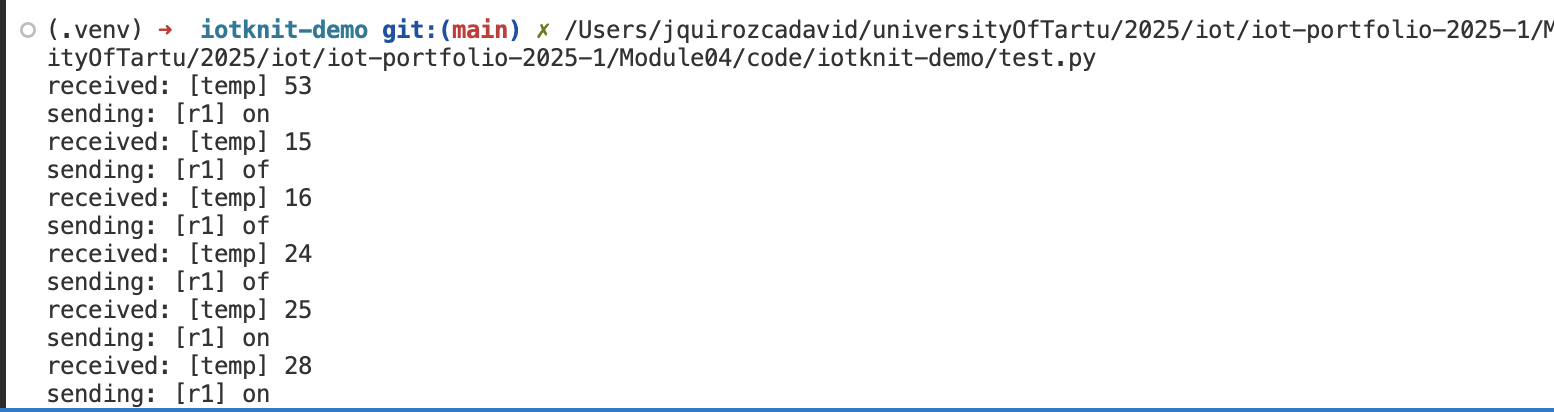 (.venv) → iotknit-demo git:(main) ✗ /Users/jquirozcadavid/universityOfTartu/2025/iot/iot-portfolio-2025-1/M
ityOfTartu/2025/iot/iot-portfolio-2025-1/Module04/code/iotknit-demo/test.py
received: [temp] 53
sending: [r1] on
received: [temp] 15
sending: [r1] of
received: [temp] 16
sending: [r1] of
received: [temp] 24
sending: [r1] of
received: [temp] 25
sending: [r1] on
received: [temp] 28
sending: [r1] on